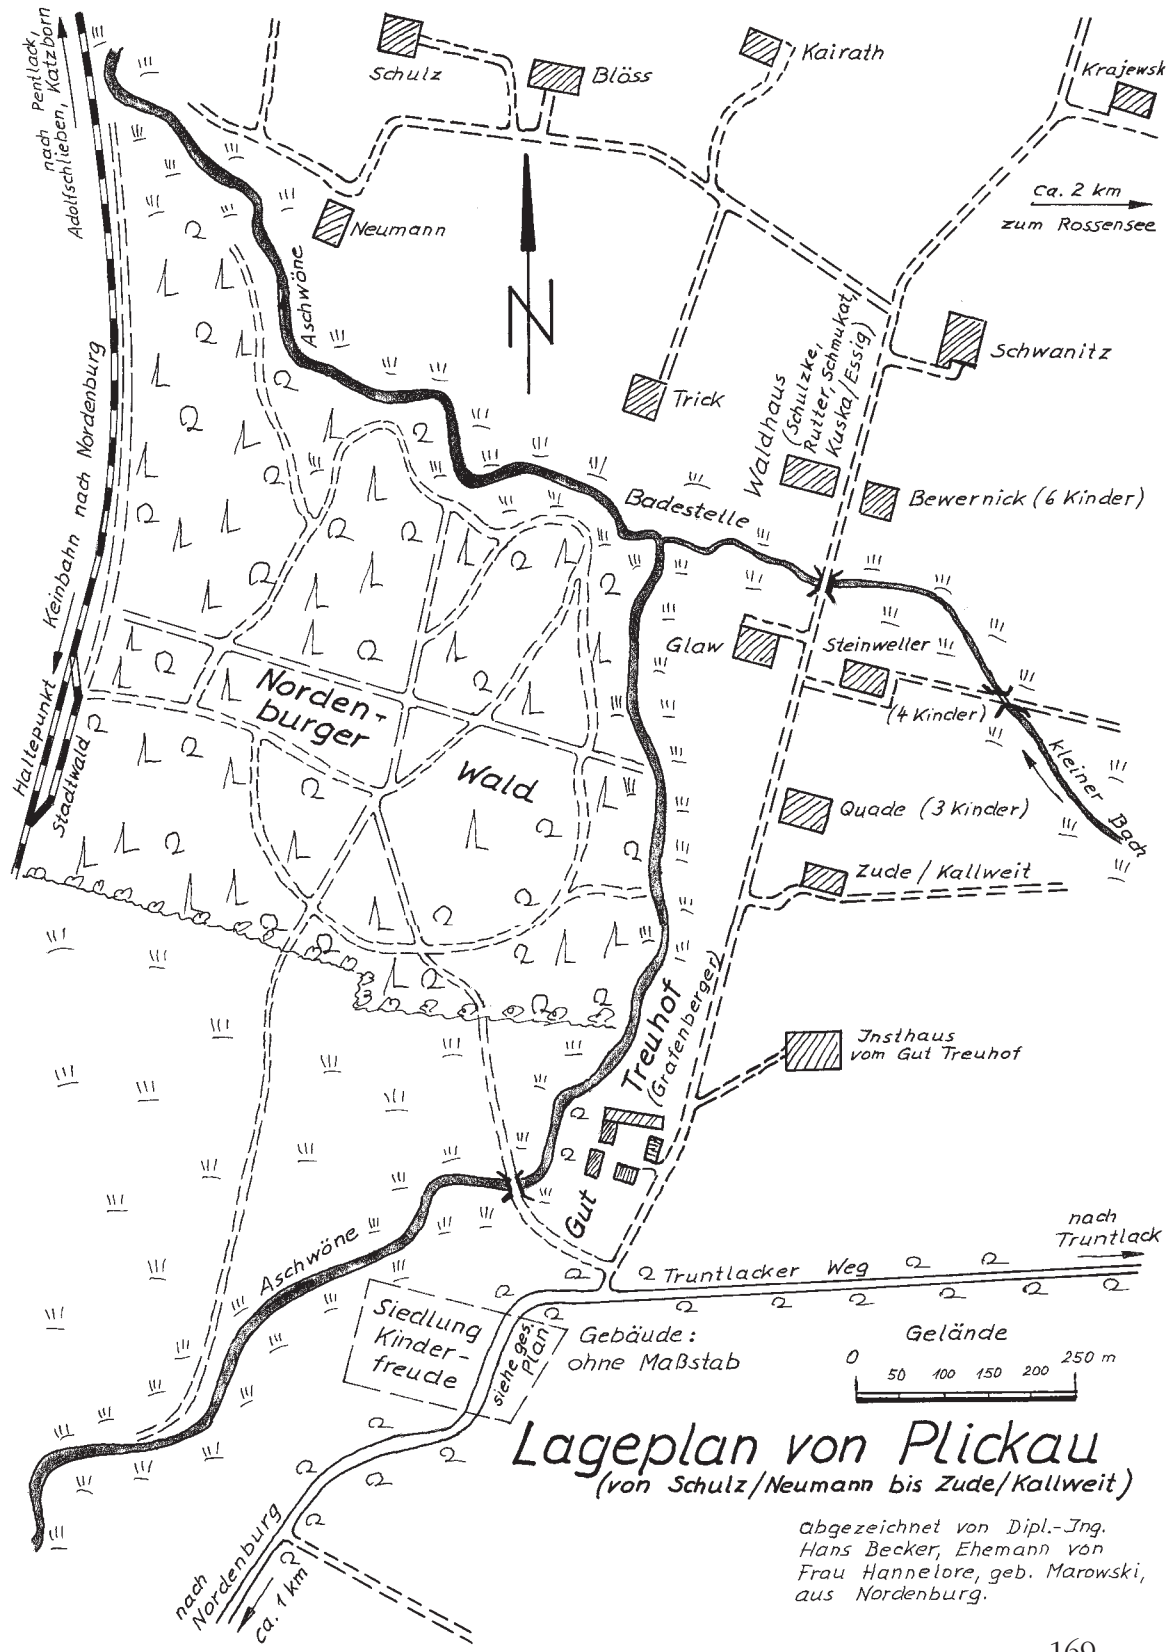 nach Pentlack,
Adolfschlieben, Katzborn
Schulz
Blöss
Kairath
Krajewsk
Neumann
ca. 2 km
zum Rossensee
Aschwöne
N
Schwanitz
Trick
Waldhaus
(Schulzke,
Rutter, Schmukat,
Kuska/Essig)
Keinbahn nach Nordenburg
Badestelle
Bewernick (6 Kinder)
Glaw
Steinweller
(4 Kinder)
Norden-
burger
Wald
Haltepunkt
Stadtwald
kleiner Bach
Quade (3 Kinder)
Zude / Kallweit
Gut Treuhof
(Grafenberger)
Jnsthaus
vom Gut Treuhof
Aschwöne
nach
Truntlack
Truntlacker Weg
Siedlung
Kinder-
freude
siehe ges.
Plan
Gebäude:
ohne Maßstab
Gelände
0 50 100 150 200 250 m
Lageplan von Plickau
(von Schulz/Neumann bis Zude/Kallweit)
abgezeichnet von Dipl.-Jng.
Hans Becker, Ehemann von
Frau Hannelore, geb. Marowski,
aus Nordenburg.
nach
Nordenburg
ca. 1 km
169